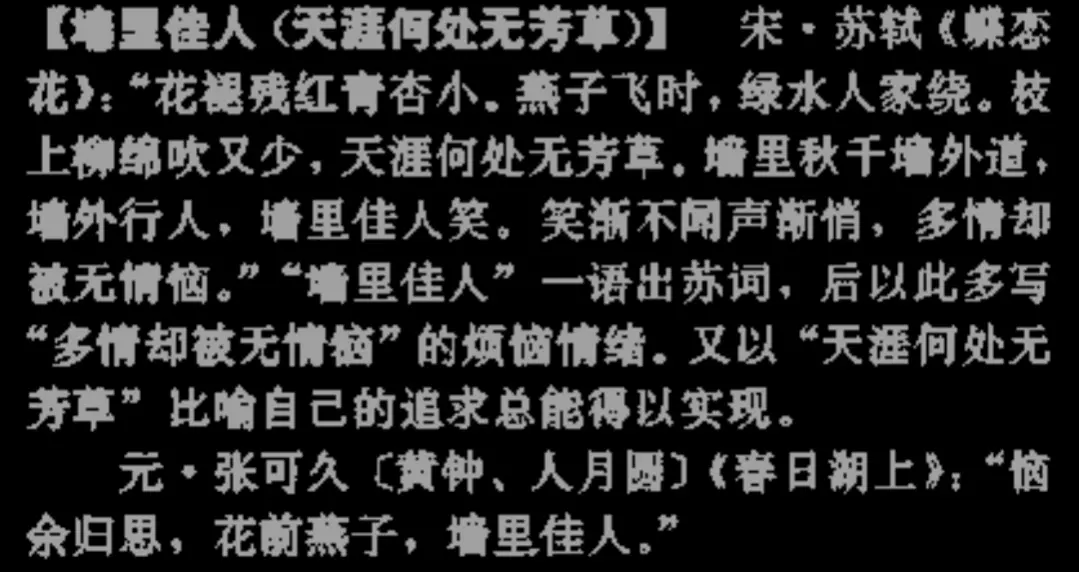 【墙里佳人（天涯何处无芳草）】 宋·苏轼《蝶恋
花》：“花褪残红青杏小。燕子飞时，绿水人家绕。枝
上柳绵吹又少，天涯何处无芳草。墙里秋千墙外道，
墙外行人，墙里佳人笑。笑渐不闻声渐悄，多情却
被无情恼。”“墙里佳人”一语出苏词，后以此多写
“多情却被无情恼”的烦恼情绪。又以“天涯何处无
芳草”比喻自己的追求总能得以实现。
元·张可久〔黄钟、人月圆〕《春日湖上》：“恼
余归思，花前燕子，墙里佳人。”